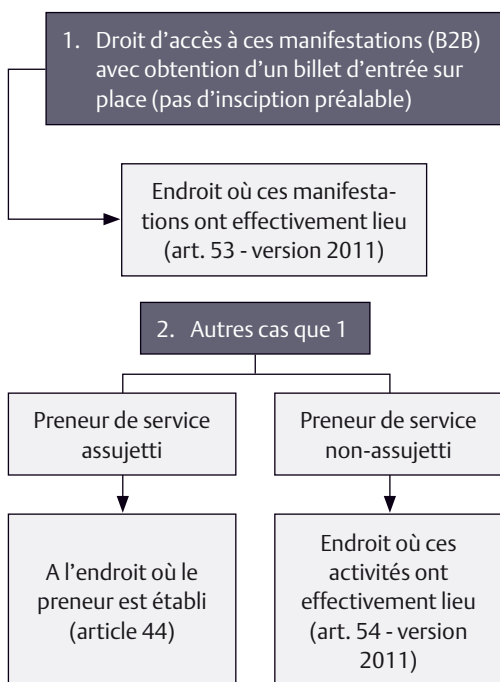 1. Droit d'accès à ces manifestations (B2B)
avec obtention d'un billet d'entrée sur
place (pas d'insciption préalable)
Endroit où ces manifesta-
tions ont effectivement lieu
(art. 53 - version 2011)
2. Autres cas que 1
Preneur de service
assujetti
Preneur de service
non-assujetti
A l'endroit où le
preneur est établi
(article 44)
Endroit où ces
activités ont
effectivement lieu
(art. 54 - version
2011)